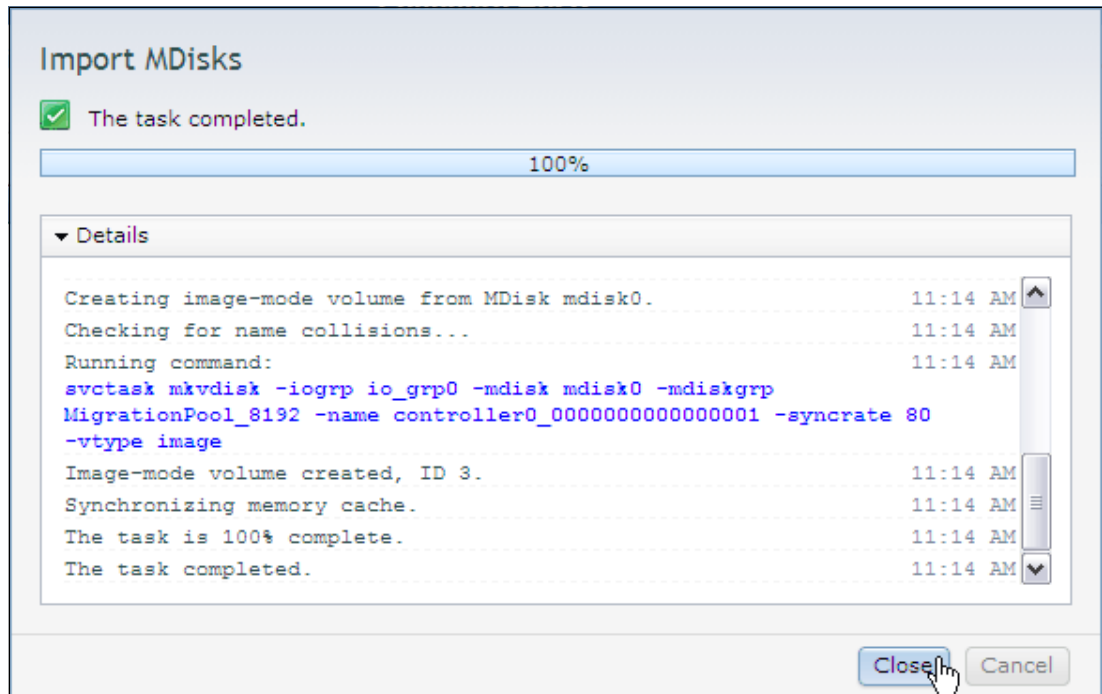 Import MDisks
The task completed.
100%
Details
Creating image-mode volume from MDisk mdisk0. 11:14 AM
Checking for name collisions... 11:14 AM
Running command: 11:14 AM
svctask mkvdisk -iogrp io_grp0 -mdisk mdisk0 -mdiskgrp
MigrationPool_8192 -name controller0_0000000000000001 -syncrate 80
-vtype image
Image-mode volume created, ID 3. 11:14 AM
Synchronizing memory cache. 11:14 AM
The task is 100% complete. 11:14 AM
The task completed. 11:14 AM
Close Cancel